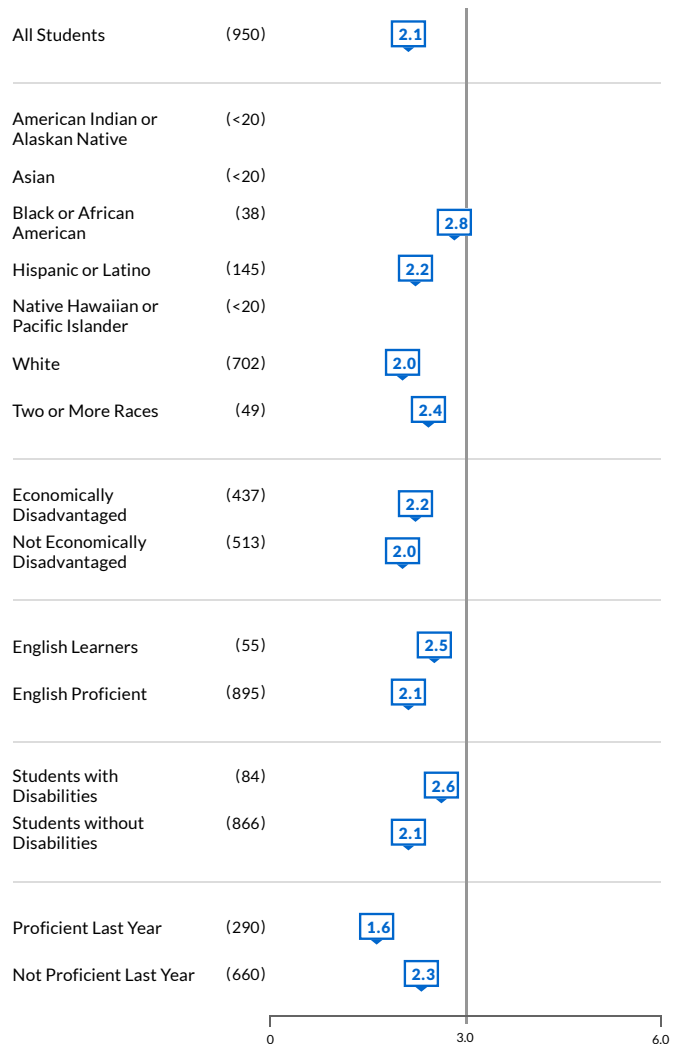 All Students (950) 2.1
American Indian or (<20)
Alaskan Native
Asian (<20)
Black or African (38) 2.8
American
Hispanic or Latino (145) 2.2
Native Hawaiian or (<20)
Pacific Islander
White (702) 2.0
Two or More Races (49) 2.4
Economically (437) 2.2
Disadvantaged
Not Economically (513) 2.0
Disadvantaged
English Learners (55) 2.5
English Proficient (895) 2.1
Students with (84) 2.6
Disabilities
Students without (866) 2.1
Disabilities
Proficient Last Year (290) 1.6
Not Proficient Last Year (660) 2.3
0 3.0 6.0